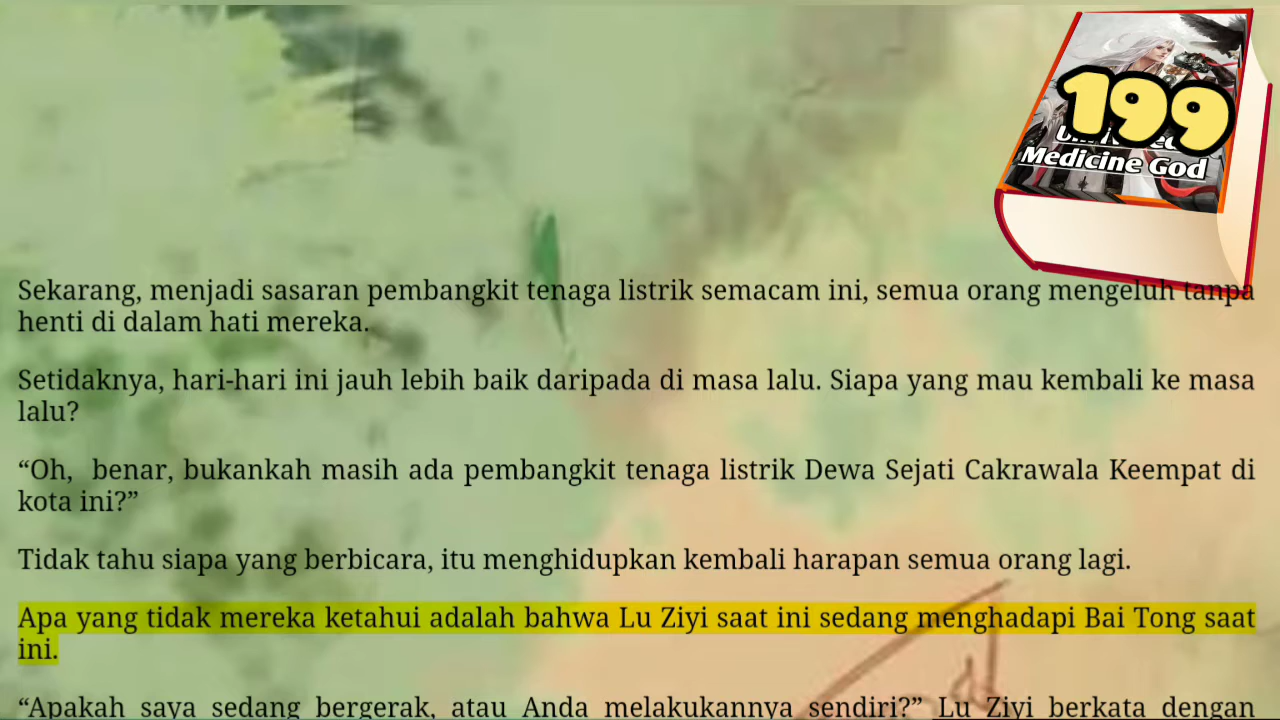 199
Medicine God
Sekarang, menjadi sasaran pembangkit tenaga listrik semacam ini, semua orang mengeluh tanpa
henti di dalam hati mereka.
Setidaknya, hari-hari ini jauh lebih baik daripada di masa lalu. Siapa yang mau kembali ke masa
lalu?
“Oh,  benar, bukankah masih ada pembangkit tenaga listrik Dewa Sejati Cakrawala Keempat di
kota ini?”
Tidak tahu siapa yang berbicara, itu menghidupkan kembali harapan semua orang lagi.
Apa yang tidak mereka ketahui adalah bahwa Lu Ziyi saat ini sedang menghadapi Bai Tong saat
ini.
“Apakah saya sedang bergerak, atau Anda melakukannya sendiri?” Lu Ziyi berkata dengan